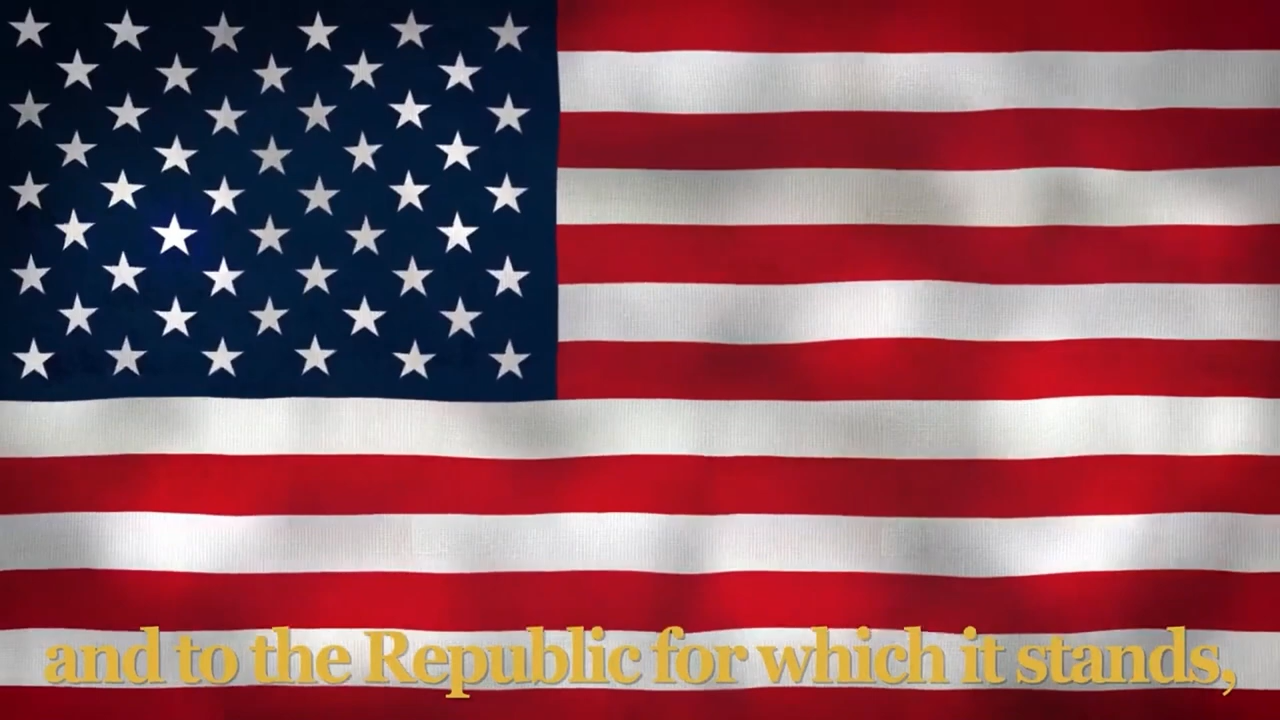 and to the Republic for which it stands,